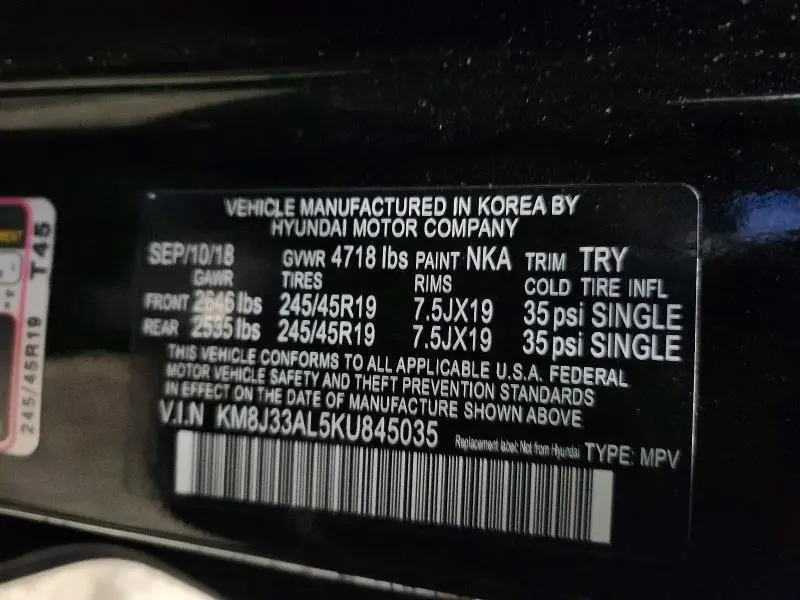 VEHICLE MANUFACTURED IN KOREA BY
HYUNDAI MOTOR COMPANY
SEP/10/18 GVWR 4718 lbs PAINT NKA TRIM TRY
GAWR TIRES RIMS COLD TIRE INFL
FRONT 2646 lbs 245/45R19 7.5JX19 35 psi SINGLE
REAR 2535 lbs 245/45R19 7.5JX19 35 psi SINGLE
THIS VEHICLE CONFORMS TO ALL APPLICABLE U.S.A. FEDERAL
MOTOR VEHICLE SAFETY AND THEFT PREVENTION STANDARDS
IN EFFECT ON THE DATE OF MANUFACTURE SHOWN ABOVE
V.I.N KM8J33AL5KU845035 Replacement label: Not from Hyundai TYPE: MPV
T45
245/45R19